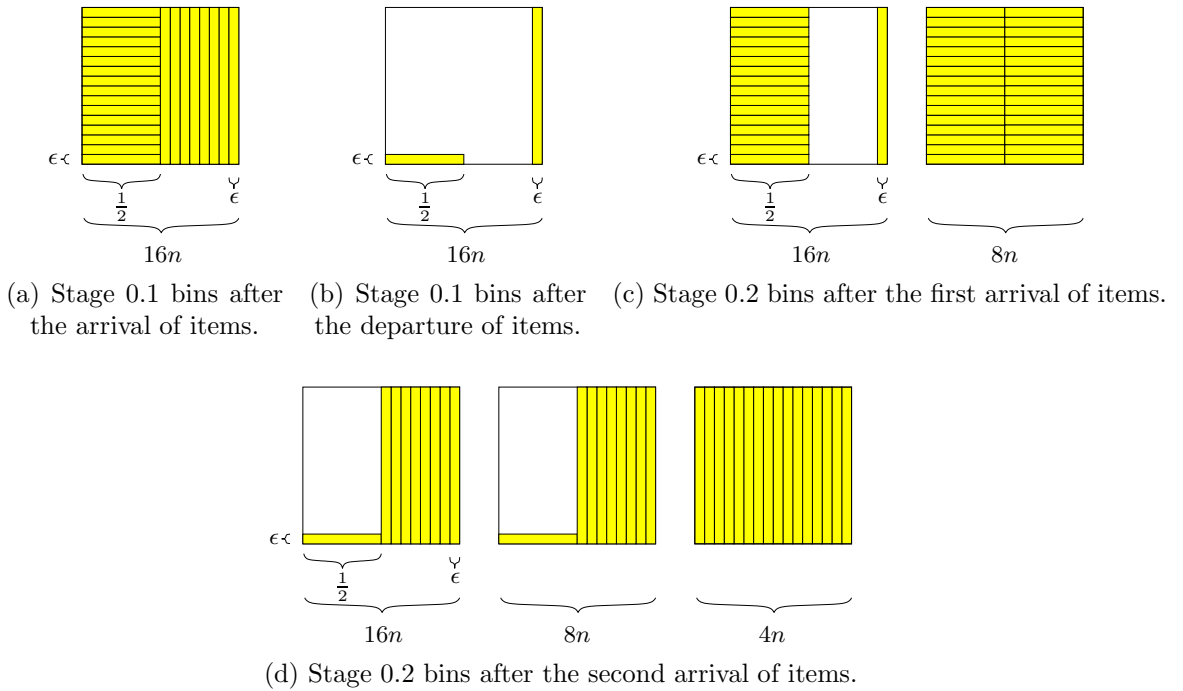 ϵ
1/2
ϵ
16n
ϵ
1/2
ϵ
16n
ϵ
1/2
ϵ
16n
8n
(a) Stage 0.1 bins after
the arrival of items.
(b) Stage 0.1 bins after
the departure of items.
(c) Stage 0.2 bins after the first arrival of items.
ϵ
1/2
ϵ
16n
8n
4n
(d) Stage 0.2 bins after the second arrival of items.